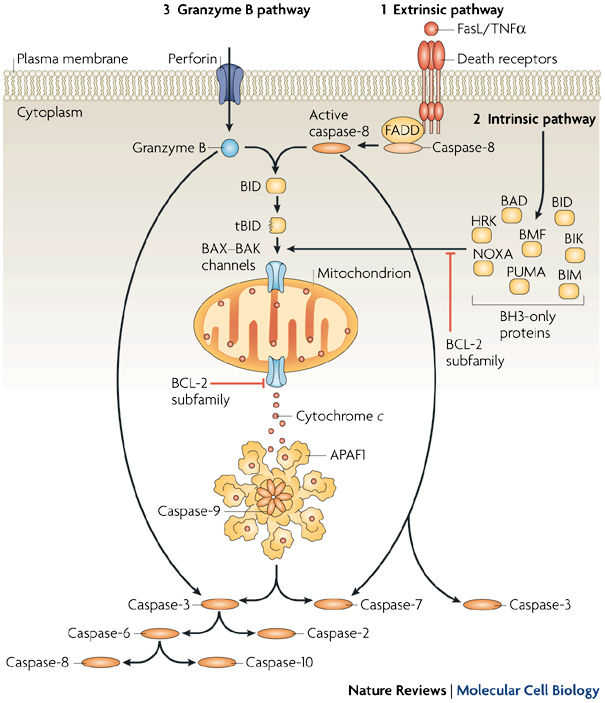 3 Granzyme B pathway
1 Extrinsic pathway
FasL/TNFα
Plasma membrane
Perforin
Death receptors
Cytoplasm
Active
caspase-8
FADD
Caspase-8
2 Intrinsic pathway
Granzyme B
BID
tBID
BAX–BAK
channels
Mitochondrion
BAD
BID
HRK
BMF
BIK
NOXA
PUMA
BIM
BH3-only
proteins
BCL-2
subfamily
BCL-2
subfamily
Cytochrome c
APAF1
Caspase-9
Caspase-3
Caspase-7
Caspase-3
Caspase-6
Caspase-2
Caspase-8
Caspase-10
Nature Reviews | Molecular Cell Biology